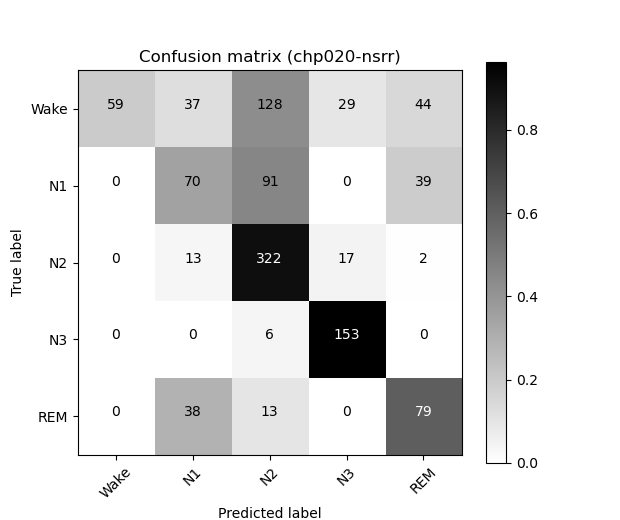 Confusion matrix (chp020-nsrr)
Wake 59 37 128 29 44
N1 0 70 91 0 39
N2 0 13 322 17 2
N3 0 0 6 153 0
REM 0 38 13 0 79
Wake N1 N2 N3 REM
True label
Predicted label
0.8
0.6
0.4
0.2
0.0